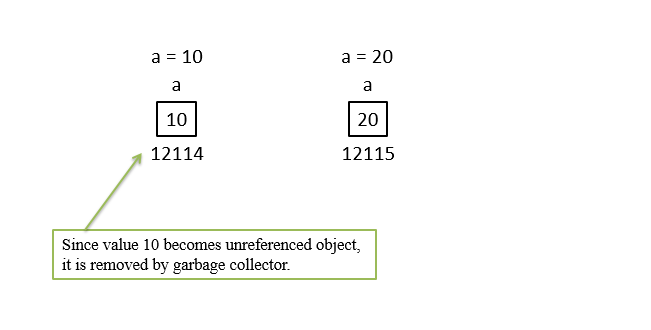 a = 10 a = 20
a a
10 20
12114 12115
Since value 10 becomes unreferenced object,
it is removed by garbage collector.